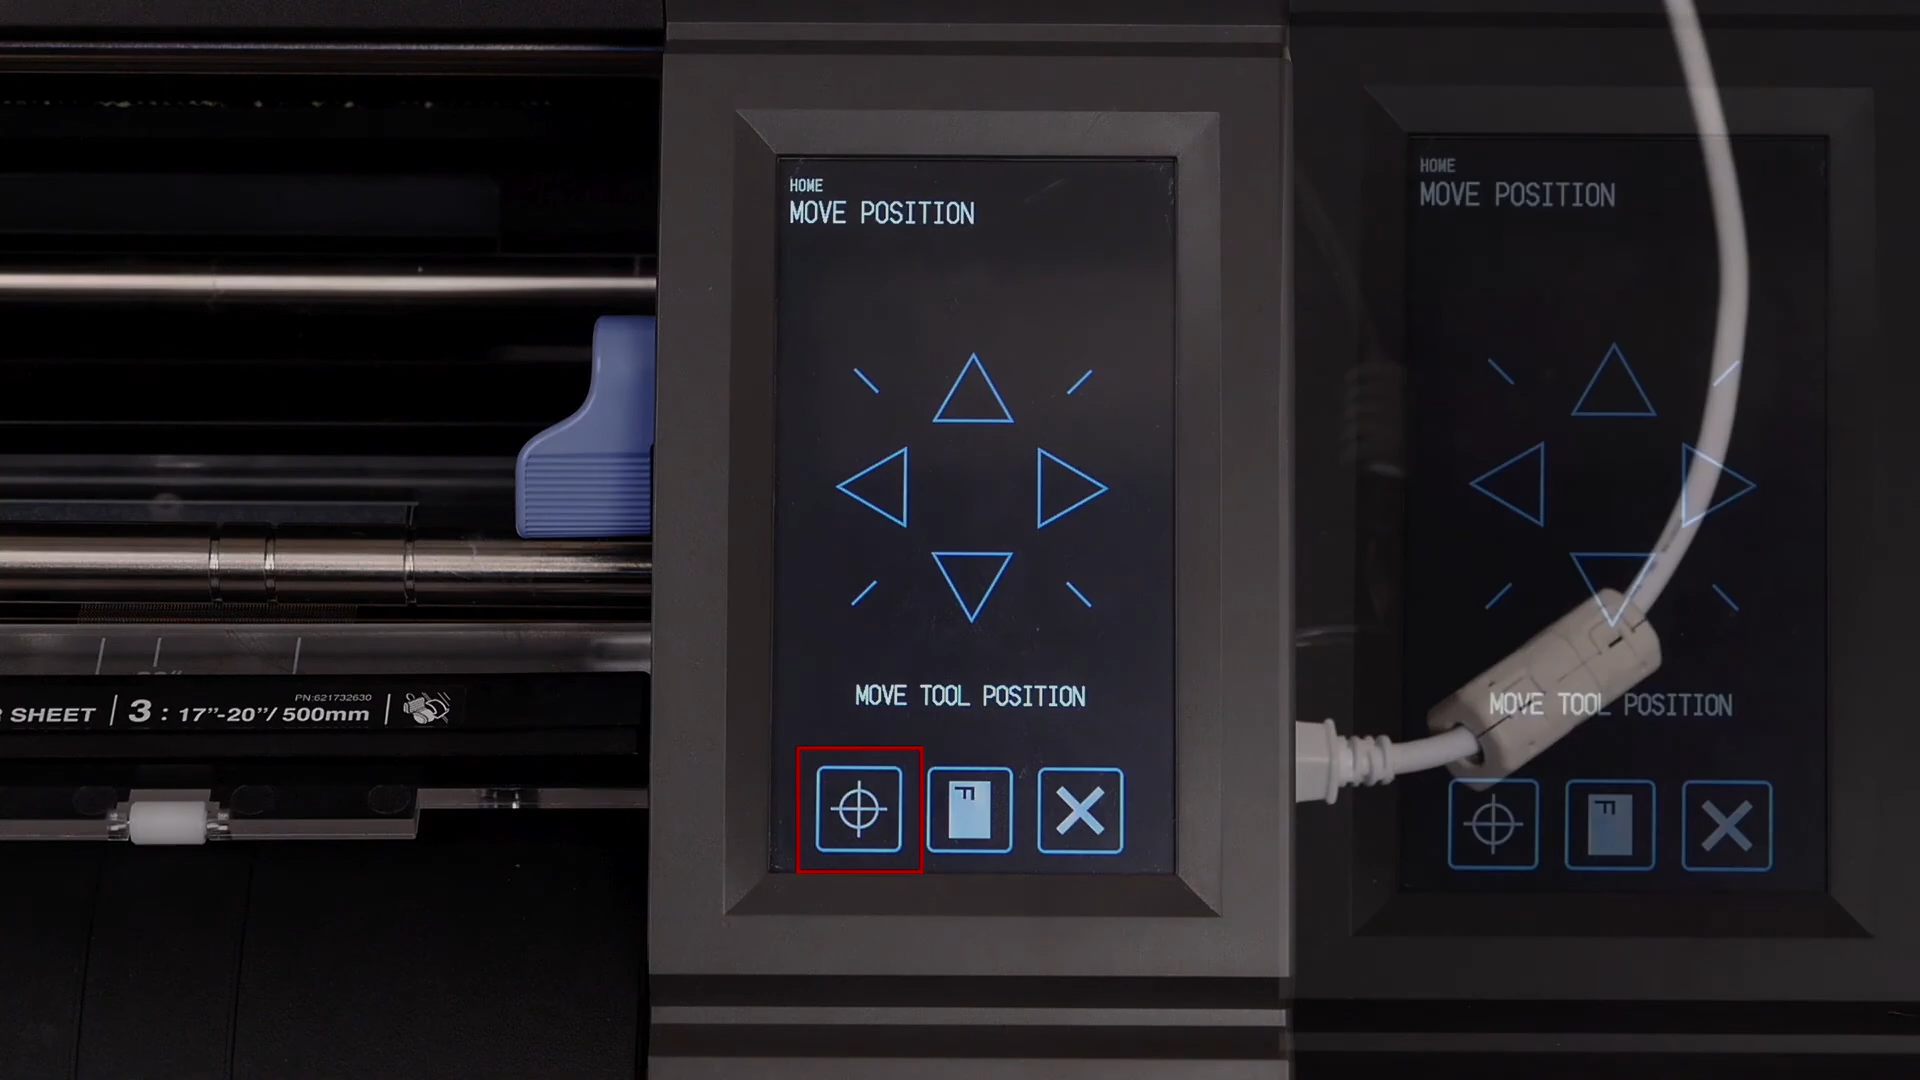 HOME
MOVE POSITION
MOVE TOOL POSITION
F
HOME
MOVE POSITION
MOVE TOOL POSITION
F
PN:621732630
SHEET | 3 : 17"-20"/ 500mm |